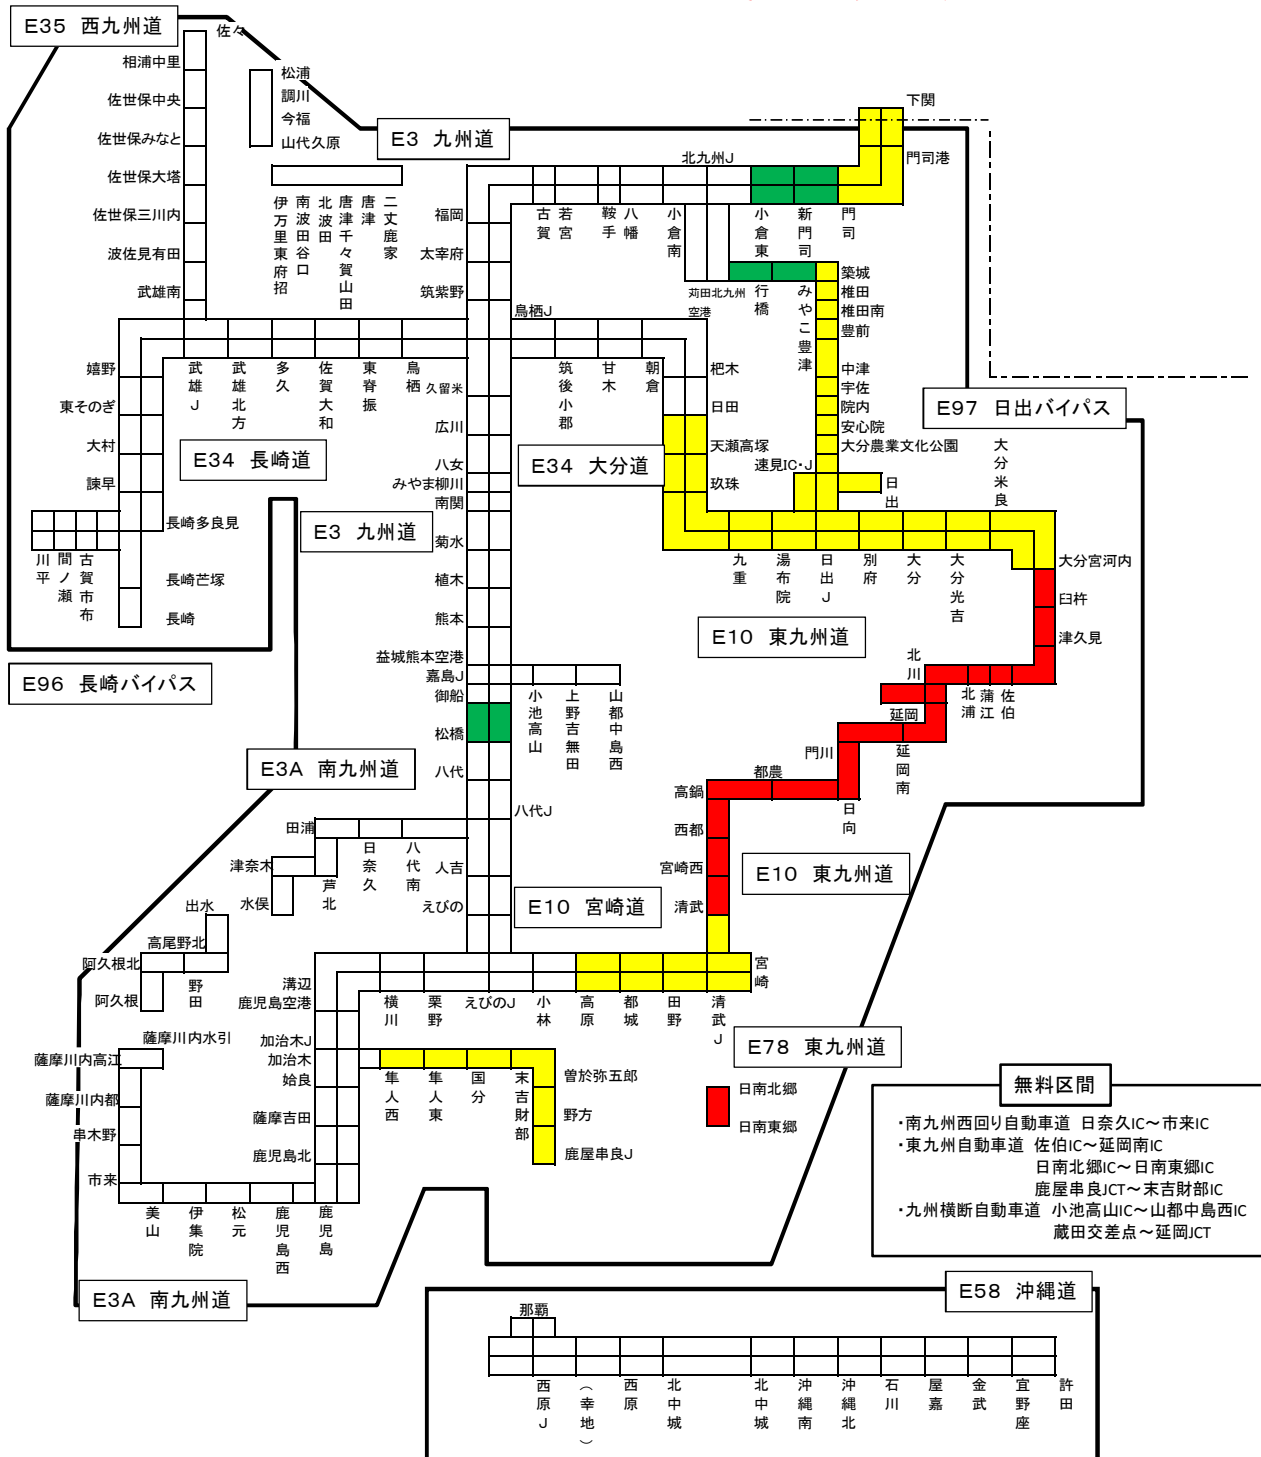 E35 西九州道
佐々
相浦中里
佐世保中央
佐世保みなと
佐世保大塔
佐世保三川内
波佐見有田
武雄南
松浦
調川
今福
山代久原
E3 九州道
伊万里東府招
南波田谷口
北波田
唐津千々賀山田
唐津
二丈鹿家
下関
門司港
北九州J
福岡
太宰府
筑紫野
古賀
若宮
鞍手
八幡
小倉南
小倉東
新門司
門司
苅田北九州
空港
行橋
みやこ豊津
築城
椎田
椎田南
豊前
中津
宇佐
院内
安心院
大分農業文化公園
速見IC・J
日出
E97 日出バイパス
鳥栖J
嬉野
東そのぎ
大村
諫早
武雄J
武雄北方
多久
佐賀大和
東脊振
鳥栖
久留米
筑後小郡
甘木
朝倉
杷木
日田
天瀬高塚
玖珠
E34 長崎道
E34 大分道
広川
八女
みやま柳川
南関
菊水
植木
熊本
益城熊本空港
嘉島J
御船
松橋
八代
E3 九州道
長崎多良見
川平
間ノ瀬
古賀市布
長崎芒塚
長崎
E96 長崎バイパス
九重
湯布院
日出J
別府
大分
大分光吉
大分米良
大分宮河内
臼杵
津久見
E10 東九州道
小池高山
上野吉無田
山都中島西
北川
北浦
蒲江
佐伯
延岡
延岡南
門川
日向
都農
高鍋
西都
宮崎西
清武
E10 東九州道
E3A 南九州道
八代J
田浦
日奈久
八代南
津奈木
芦北
水俣
人吉
えびの
出水
高尾野北
阿久根北
野田
阿久根
E10 宮崎道
溝辺
鹿児島空港
横川
栗野
えびのJ
小林
高原
都城
田野
清武J
宮崎
E78 東九州道
薩摩川内水引
薩摩川内高江
薩摩川内都
串木野
市来
加治木J
加治木
姶良
薩摩吉田
鹿児島北
隼人西
隼人東
国分
末吉財部
曽於弥五郎
野方
鹿屋串良J
日南北郷
日南東郷
美山
伊集院
松元
鹿児島西
鹿児島
E3A 南九州道
無料区間
・南九州西回り自動車道 日奈久IC～市来IC
・東九州自動車道 佐伯IC～延岡南IC
日南北郷IC～日南東郷IC
鹿屋串良JCT～末吉財部IC
・九州横断自動車道 小池高山IC～山都中島西IC
蔵田交差点～延岡JCT
E58 沖縄道
那覇
西原J
(幸地)
西原
北中城
北中城
沖縄南
沖縄北
石川
屋嘉
金武
宜野座
許田